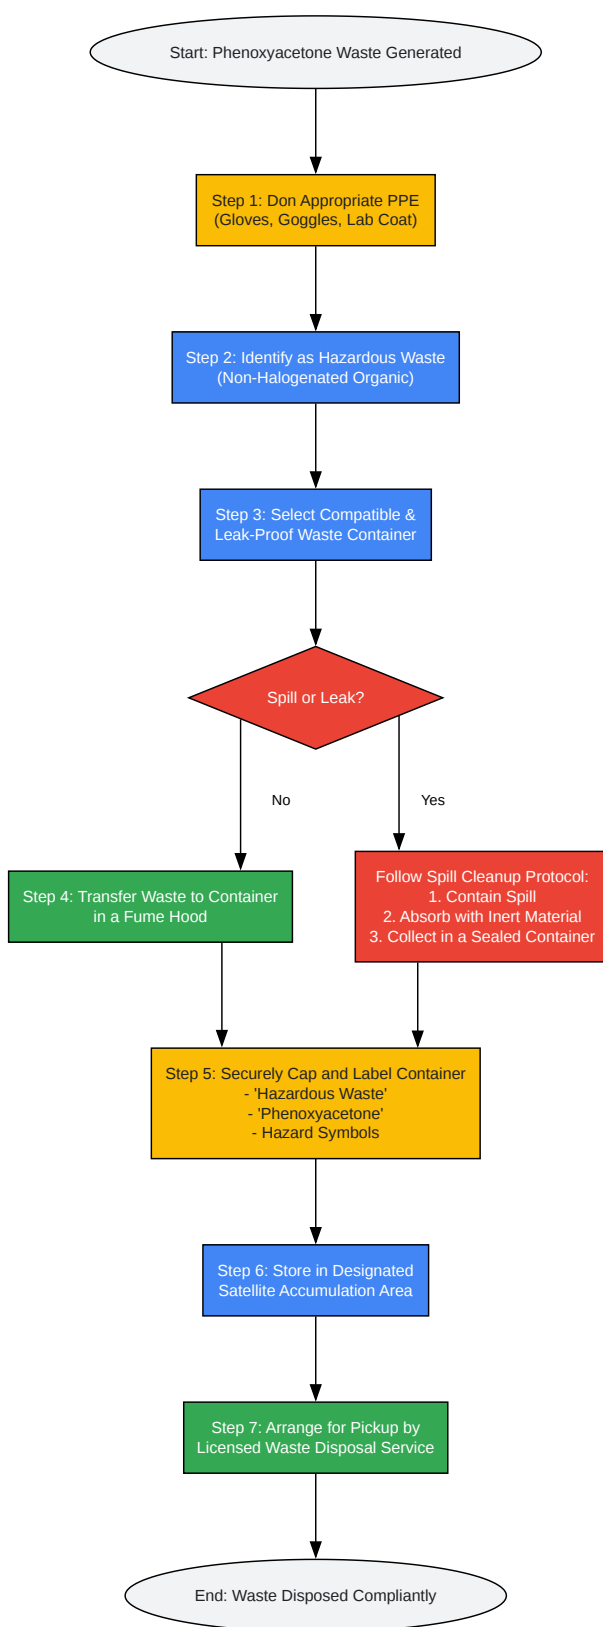 Start: Phenoxyacetone Waste Generated
Step 1: Don Appropriate PPE
(Gloves, Goggles, Lab Coat)
Step 2: Identify as Hazardous Waste
(Non-Halogenated Organic)
Step 3: Select Compatible &
Leak-Proof Waste Container
Spill or Leak?
No
Yes
Step 4: Transfer Waste to Container
in a Fume Hood
Follow Spill Cleanup Protocol:
1. Contain Spill
2. Absorb with Inert Material
3. Collect in a Sealed Container
Step 5: Securely Cap and Label Container
- 'Hazardous Waste'
- 'Phenoxyacetone'
- Hazard Symbols
Step 6: Store in Designated
Satellite Accumulation Area
Step 7: Arrange for Pickup by
Licensed Waste Disposal Service
End: Waste Disposed Compliantly